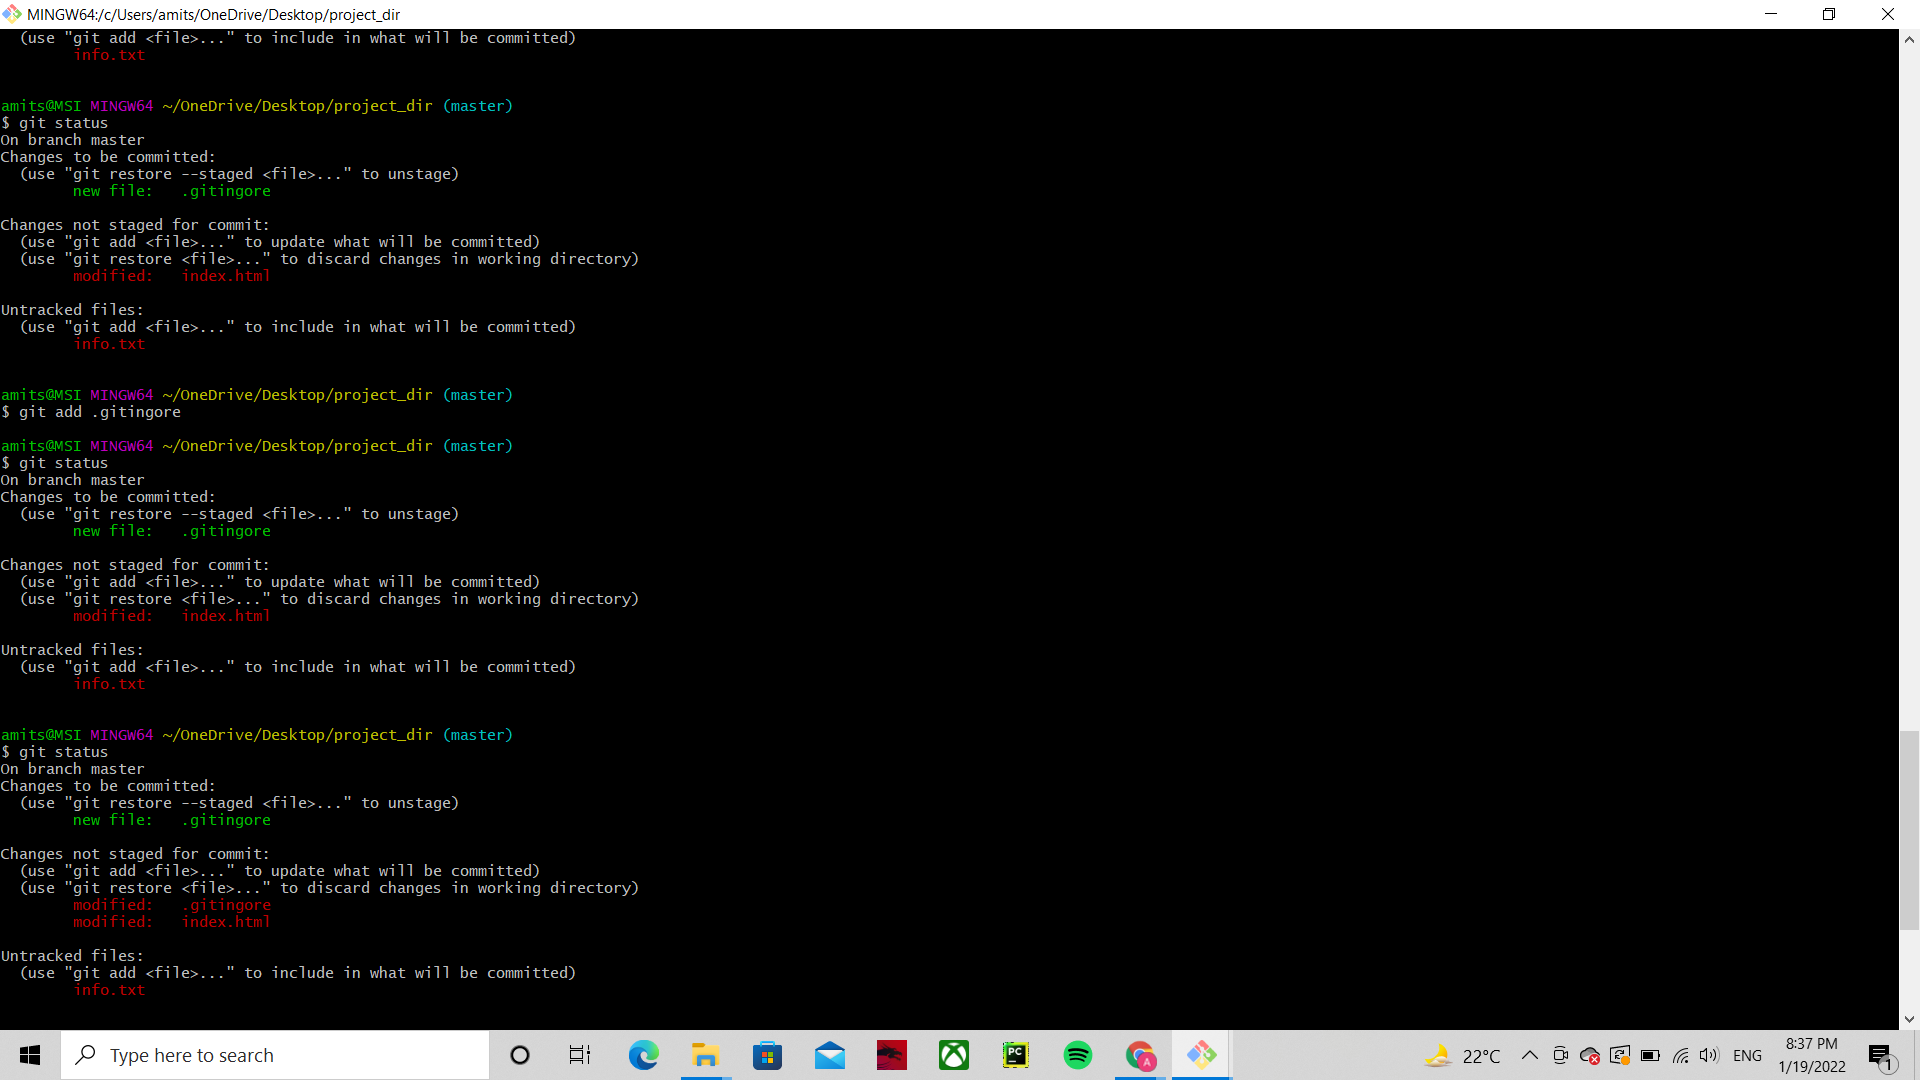 MINGW64:/c/Users/amits/OneDrive/Desktop/project_dir
(use "git add <file>..." to include in what will be committed)
info.txt
amits@MSI MINGW64 ~/OneDrive/Desktop/project_dir (master)
$ git status
On branch master
Changes to be committed:
(use "git restore --staged <file>..." to unstage)
new file:   .gitingore
Changes not staged for commit:
(use "git add <file>..." to update what will be committed)
(use "git restore <file>..." to discard changes in working directory)
modified:   index.html
Untracked files:
(use "git add <file>..." to include in what will be committed)
info.txt
amits@MSI MINGW64 ~/OneDrive/Desktop/project_dir (master)
$ git add .gitingore
amits@MSI MINGW64 ~/OneDrive/Desktop/project_dir (master)
$ git status
On branch master
Changes to be committed:
(use "git restore --staged <file>..." to unstage)
new file:   .gitingore
Changes not staged for commit:
(use "git add <file>..." to update what will be committed)
(use "git restore <file>..." to discard changes in working directory)
modified:   index.html
Untracked files:
(use "git add <file>..." to include in what will be committed)
info.txt
amits@MSI MINGW64 ~/OneDrive/Desktop/project_dir (master)
$ git status
On branch master
Changes to be committed:
(use "git restore --staged <file>..." to unstage)
new file:   .gitingore
Changes not staged for commit:
(use "git add <file>..." to update what will be committed)
(use "git restore <file>..." to discard changes in working directory)
modified:   .gitingore
modified:   index.html
Untracked files:
(use "git add <file>..." to include in what will be committed)
info.txt
Type here to search
PC
A
22°C
ENG
8:37 PM
1/19/2022
1